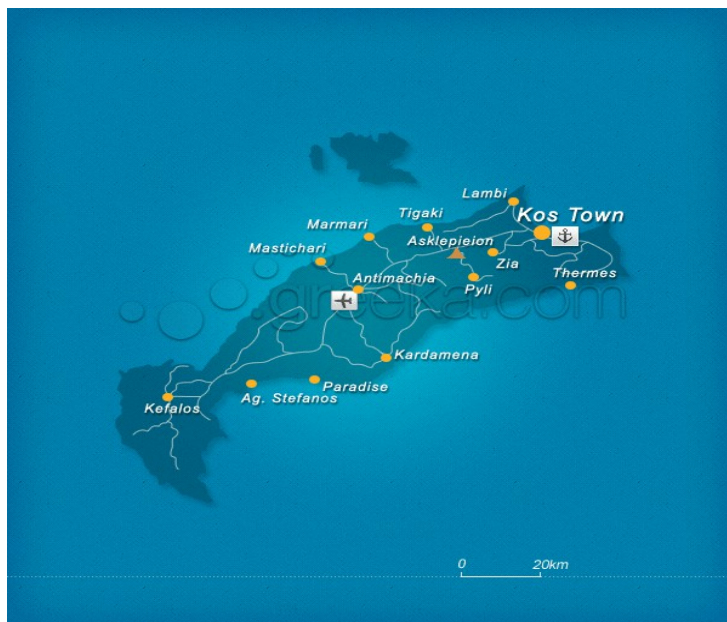 Lambi
Kos Town
Tigaki
Marmari
Asklepieion
Mastichari
Zia
Thermes
Antimachia
Pyli
.greeka.com
Kardamena
Paradise
Ag. Stefanos
Kefalos
0 20km